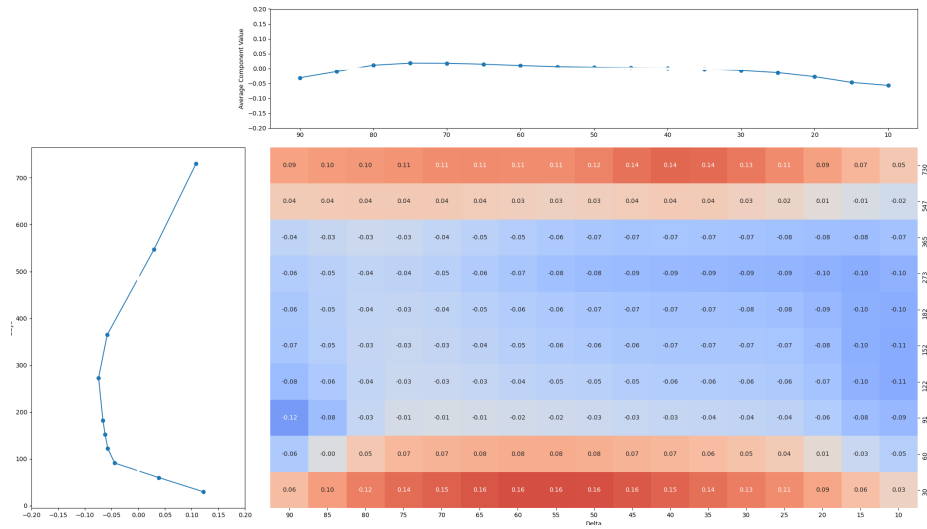 0.20
0.15
0.10
0.05
0.00
−0.05
−0.10
−0.15
−0.20
Average Component Value
90 80 70 60 50 40 30 20 10
700
600
500
400
300
200
100
0
−0.20 −0.15 −0.10 −0.05 0.00 0.05 0.10 0.15 0.20
0.09 0.10 0.10 0.11 0.11 0.11 0.11 0.11 0.12 0.14 0.14 0.14 0.13 0.11 0.09 0.07 0.05 730
0.04 0.04 0.04 0.04 0.04 0.04 0.03 0.03 0.03 0.04 0.04 0.04 0.03 0.02 0.01 -0.01 -0.02 547
-0.04 -0.03 -0.03 -0.03 -0.04 -0.05 -0.05 -0.06 -0.07 -0.07 -0.07 -0.07 -0.07 -0.08 -0.08 -0.08 -0.07 365
-0.06 -0.05 -0.04 -0.04 -0.05 -0.06 -0.07 -0.08 -0.08 -0.09 -0.09 -0.09 -0.09 -0.09 -0.10 -0.10 -0.10 273
-0.06 -0.05 -0.04 -0.03 -0.04 -0.05 -0.06 -0.06 -0.07 -0.07 -0.07 -0.08 -0.08 -0.08 -0.09 -0.10 -0.10 182
-0.07 -0.05 -0.03 -0.03 -0.03 -0.04 -0.05 -0.06 -0.06 -0.06 -0.07 -0.07 -0.07 -0.07 -0.08 -0.10 -0.11 152
-0.08 -0.06 -0.04 -0.03 -0.03 -0.03 -0.04 -0.05 -0.05 -0.05 -0.06 -0.06 -0.06 -0.06 -0.07 -0.10 -0.11 122
-0.12 -0.08 -0.03 -0.01 -0.01 -0.01 -0.02 -0.02 -0.03 -0.03 -0.03 -0.04 -0.04 -0.04 -0.06 -0.08 -0.09 91
-0.06 -0.00 0.05 0.07 0.07 0.08 0.08 0.08 0.08 0.07 0.07 0.06 0.05 0.04 0.01 -0.03 -0.05 60
0.06 0.10 0.12 0.14 0.15 0.16 0.16 0.16 0.16 0.16 0.15 0.14 0.13 0.11 0.09 0.06 0.03 30
90 85 80 75 70 65 60 55 50 45 40 35 30 25 20 15 10
Delta